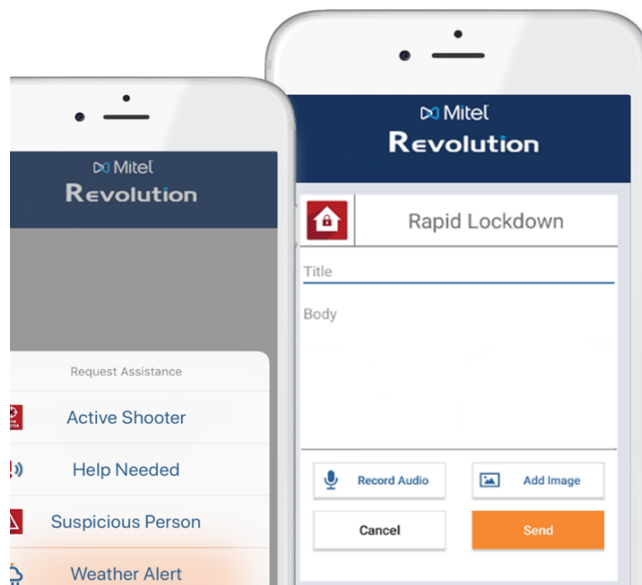 Mitel
Revolution
Request Assistance
Active Shooter
Help Needed
Suspicious Person
Weather Alert
Mitel
Revolution
Rapid Lockdown
Title
Body
Record Audio
Add Image
Cancel
Send